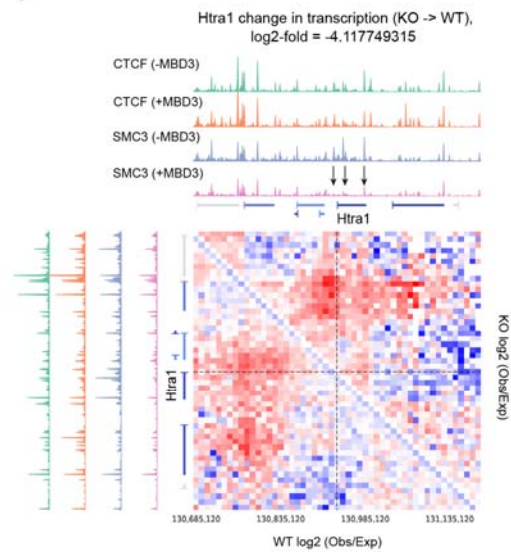 Htra1 change in transcription (KO -> WT),
log2-fold = -4.117749315
CTCF (-MBD3)
CTCF (+MBD3)
SMC3 (-MBD3)
SMC3 (+MBD3)
Htra1
Htra1
KO log2 (Obs/Exp)
130,685,120 130,835,120 130,985,120 131,135,120
WT log2 (Obs/Exp)